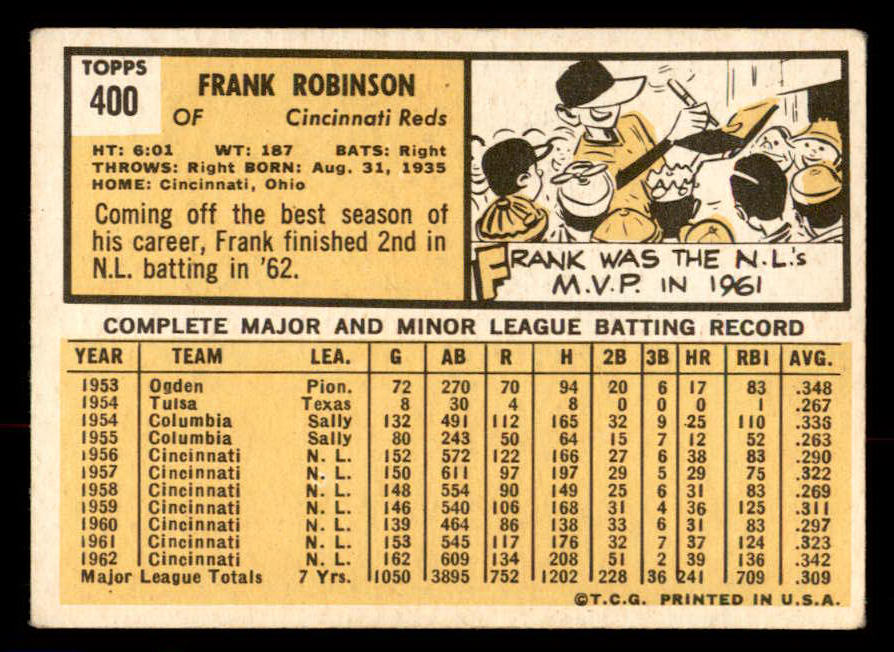 TOPPS
400
FRANK ROBINSON
OF Cincinnati Reds
HT: 6:01 WT: 187 BATS: Right
THROWS: Right BORN: Aug. 31, 1935
HOME: Cincinnati, Ohio
Coming off the best season of
his career, Frank finished 2nd in
N.L. batting in '62.
FRANK WAS THE N.L.'s
M.V.P. IN 1961
COMPLETE MAJOR AND MINOR LEAGUE BATTING RECORD
YEAR TEAM LEA. G AB R H 2B 3B HR RBI AVG.
1953 Ogden Pion. 72 270 70 94 20 6 17 83 .348
1954 Tulsa Texas 8 30 4 8 0 0 0 1 .267
1954 Columbia Sally 132 491 112 165 32 9 25 110 .336
1955 Columbia Sally 80 243 50 64 15 7 12 52 .263
1956 Cincinnati N. L. 152 572 122 166 27 6 38 83 .290
1957 Cincinnati N. L. 150 611 97 197 29 5 29 75 .322
1958 Cincinnati N. L. 148 554 90 149 25 6 31 83 .269
1959 Cincinnati N. L. 146 540 106 168 31 4 36 125 .311
1960 Cincinnati N. L. 139 464 86 138 33 6 31 83 .297
1961 Cincinnati N. L. 153 545 117 176 32 7 37 124 .323
1962 Cincinnati N. L. 162 609 134 208 51 2 39 136 .342
Major League Totals 7 Yrs. 1050 3895 752 1202 228 36 241 709 .309
©T.C.G. PRINTED IN U.S.A.